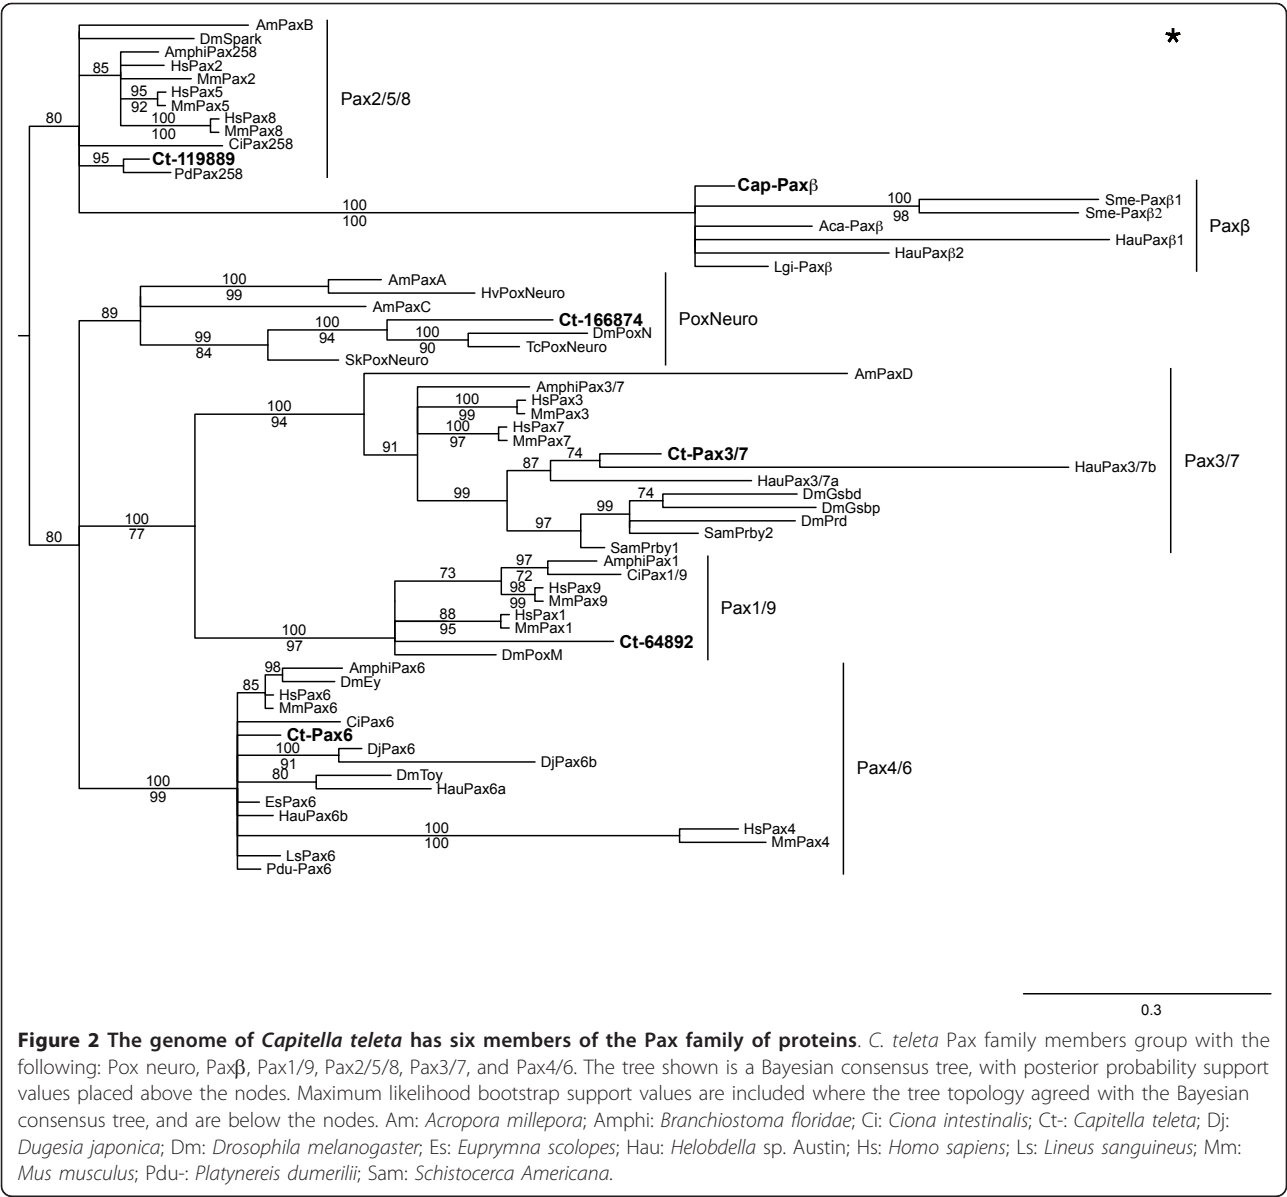 AmPaxB
*
DmSpark
AmphiPax258
85
HsPax2
MmPax2
95
HsPax5
Pax2/5/8
92
MmPax5
100
HsPax8
80
100
MmPax8
CiPax258
95
Ct-119889
PdPax258
Cap-Paxβ
100
Sme-Paxβ1
100
98
Sme-Paxβ2
100
Aca-Paxβ
Paxβ
HauPaxβ1
HauPaxβ2
Lgi-Paxβ
100
AmPaxA
99
HvPoxNeuro
89
AmPaxC
100
Ct-166874
PoxNeuro
99
94
100
DmPoxN
84
90
TcPoxNeuro
SkPoxNeuro
AmPaxD
AmphiPax3/7
100
100
HsPax3
94
99
MmPax3
100
HsPax7
91
97
MmPax7
74
Ct-Pax3/7
87
HauPax3/7b
Pax3/7
HauPax3/7a
99
74
DmGsbd
99
DmGsbp
100
97
DmPrd
80
77
SamPrby2
SamPrby1
97
AmphiPax1
73
72
CiPax1/9
98
HsPax9
99
MmPax9
Pax1/9
88
HsPax1
100
95
MmPax1
97
Ct-64892
DmPoxM
98
AmphiPax6
85
DmEy
HsPax6
MmPax6
CiPax6
Ct-Pax6
100
DjPax6
91
DjPax6b
Pax4/6
100
80
DmToy
99
HauPax6a
EsPax6
HauPax6b
100
HsPax4
100
MmPax4
LsPax6
Pdu-Pax6
0.3
Figure 2 The genome of Capitella teleta has six members of the Pax family of proteins. C. teleta Pax family members group with the
following: Pox neuro, Paxβ, Pax1/9, Pax2/5/8, Pax3/7, and Pax4/6. The tree shown is a Bayesian consensus tree, with posterior probability support
values placed above the nodes. Maximum likelihood bootstrap support values are included where the tree topology agreed with the Bayesian
consensus tree, and are below the nodes. Am: Acropora millepora; Amphi: Branchiostoma floridae; Ci: Ciona intestinalis; Ct-: Capitella teleta; Dj:
Dugesia japonica; Dm: Drosophila melanogaster; Es: Euprymna scolopes; Hau: Helobdella sp. Austin; Hs: Homo sapiens; Ls: Lineus sanguineus; Mm:
Mus musculus; Pdu-: Platynereis dumerilii; Sam: Schistocerca Americana.